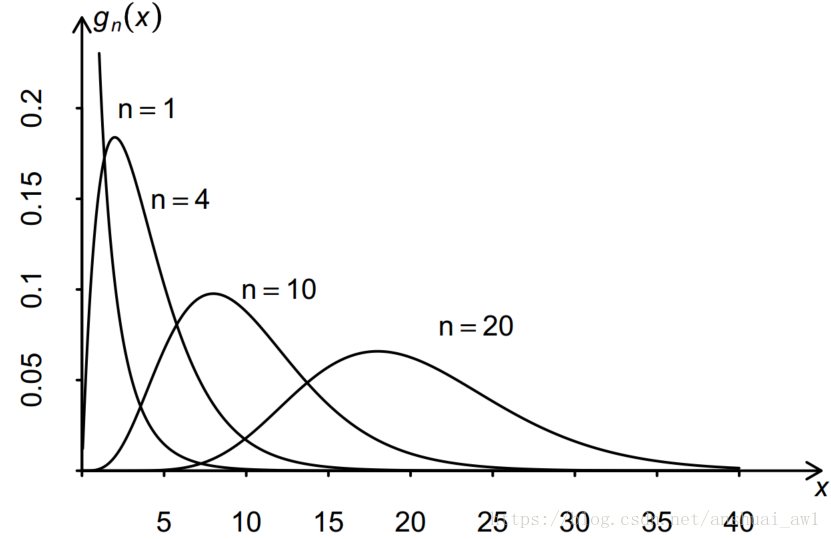 gₙ(x)
0.2
n = 1
0.15
n = 4
0.1
n = 10
n = 20
0.05
x
5 10 15 20 25 30 35 40